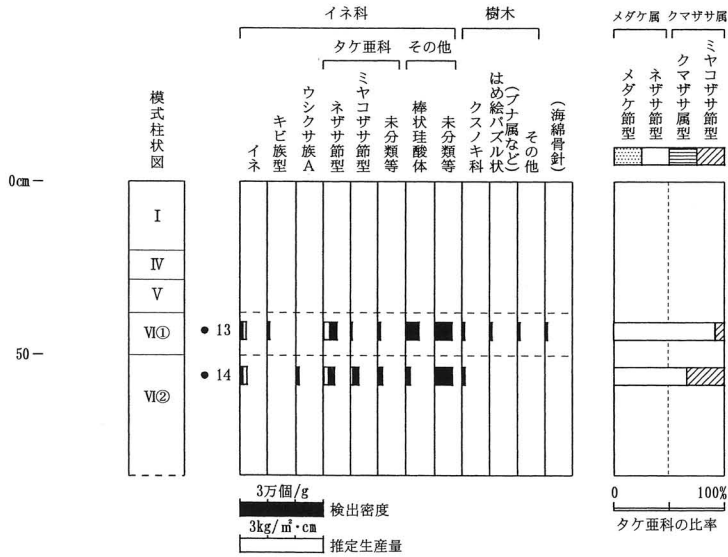 イネ科
樹木
タケ亜科
その他
模式柱状図
イネ
キビ族型
ウシクサ族A
ネザサ節型
ミヤコザサ節型
未分類等
棒状珪酸体
未分類等
クスノキ科
はめ絵パズル状
(ブナ属など)
その他
(海綿骨針)
メダケ属
クマザサ属
メダケ節型
ネザサ節型
クマザサ属型
ミヤコザサ節型
0cm
50
Ⅰ
Ⅳ
Ⅴ
Ⅵ①
Ⅵ②
13
14
3万個/g
検出密度
3kg/㎡・cm
推定生産量
0
100%
タケ亜科の比率